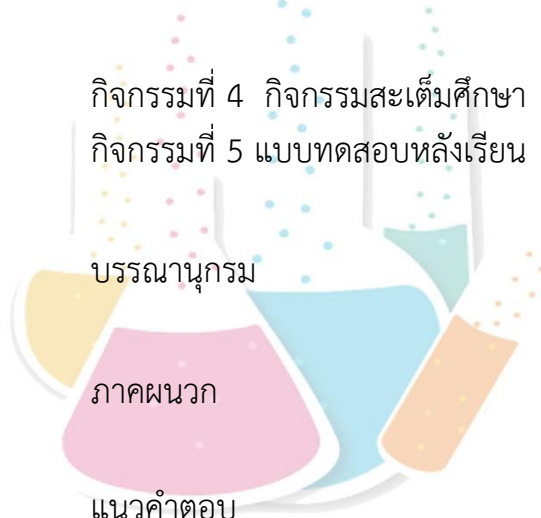 กิจกรรมที่ 4 กิจกรรมสะเต็มศึกษา
กิจกรรมที่ 5 แบบทดสอบหลังเรียน
บรรณานุกรม
ภาคผนวก
แนวคำตอบ